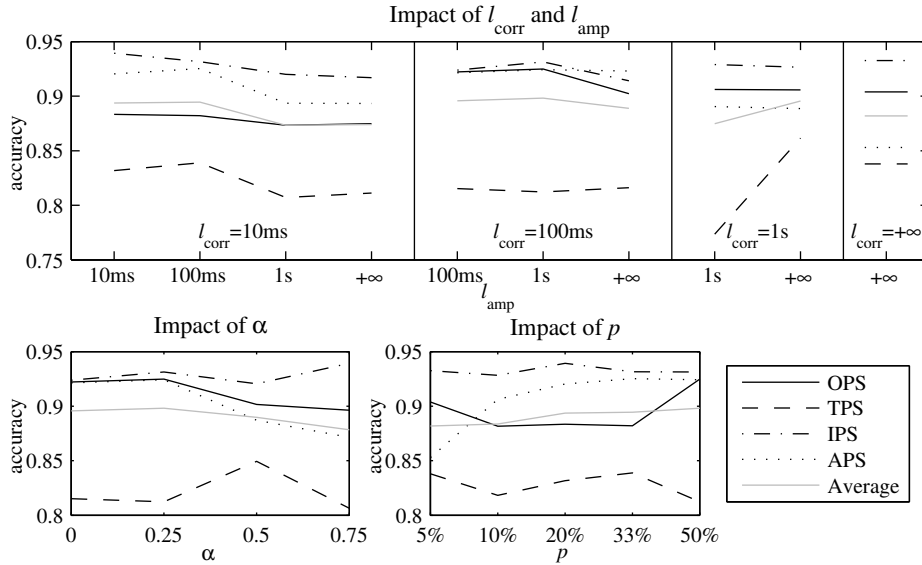 Impact of l_corr and l_amp
accuracy
0.95
0.9
0.85
0.8
0.75
l_corr=10ms
l_corr=100ms
l_corr=1s
l_corr=+∞
10ms 100ms 1s +∞ 100ms 1s +∞ 1s +∞ +∞
l_amp
Impact of α
accuracy
0.95
0.9
0.85
0.8
0 0.25 0.5 0.75
α
Impact of p
accuracy
0.95
0.9
0.85
0.8
5% 10% 20% 33% 50%
p
OPS
TPS
IPS
APS
Average